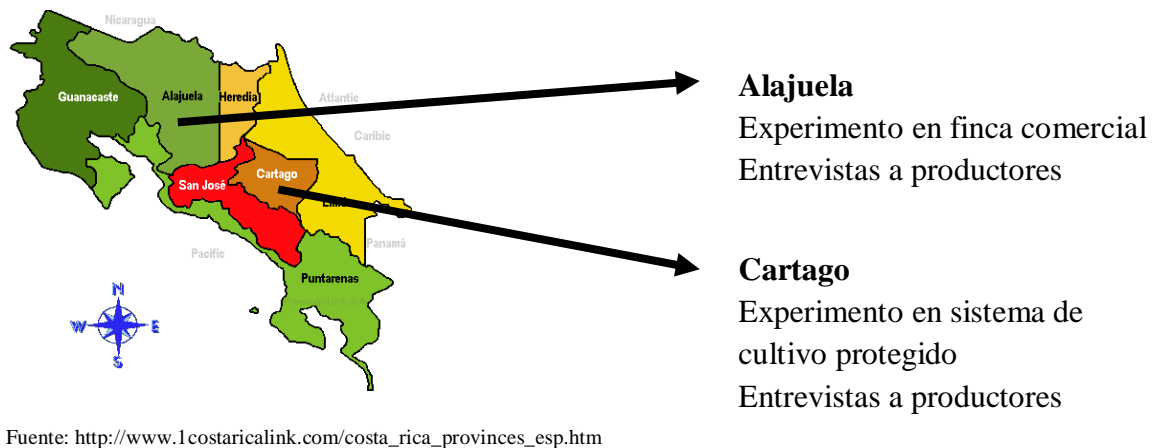 Nicaragua
Guanacaste
Alajuela
Heredia
Atlantic
Caribic
San José
Cartago
Pacific
Panamá
Puntarenas
N
W E
S
Alajuela
Experimento en finca comercial
Entrevistas a productores
Cartago
Experimento en sistema de
cultivo protegido
Entrevistas a productores
Fuente: http://www.1costaricalink.com/costa_rica_provinces_esp.htm